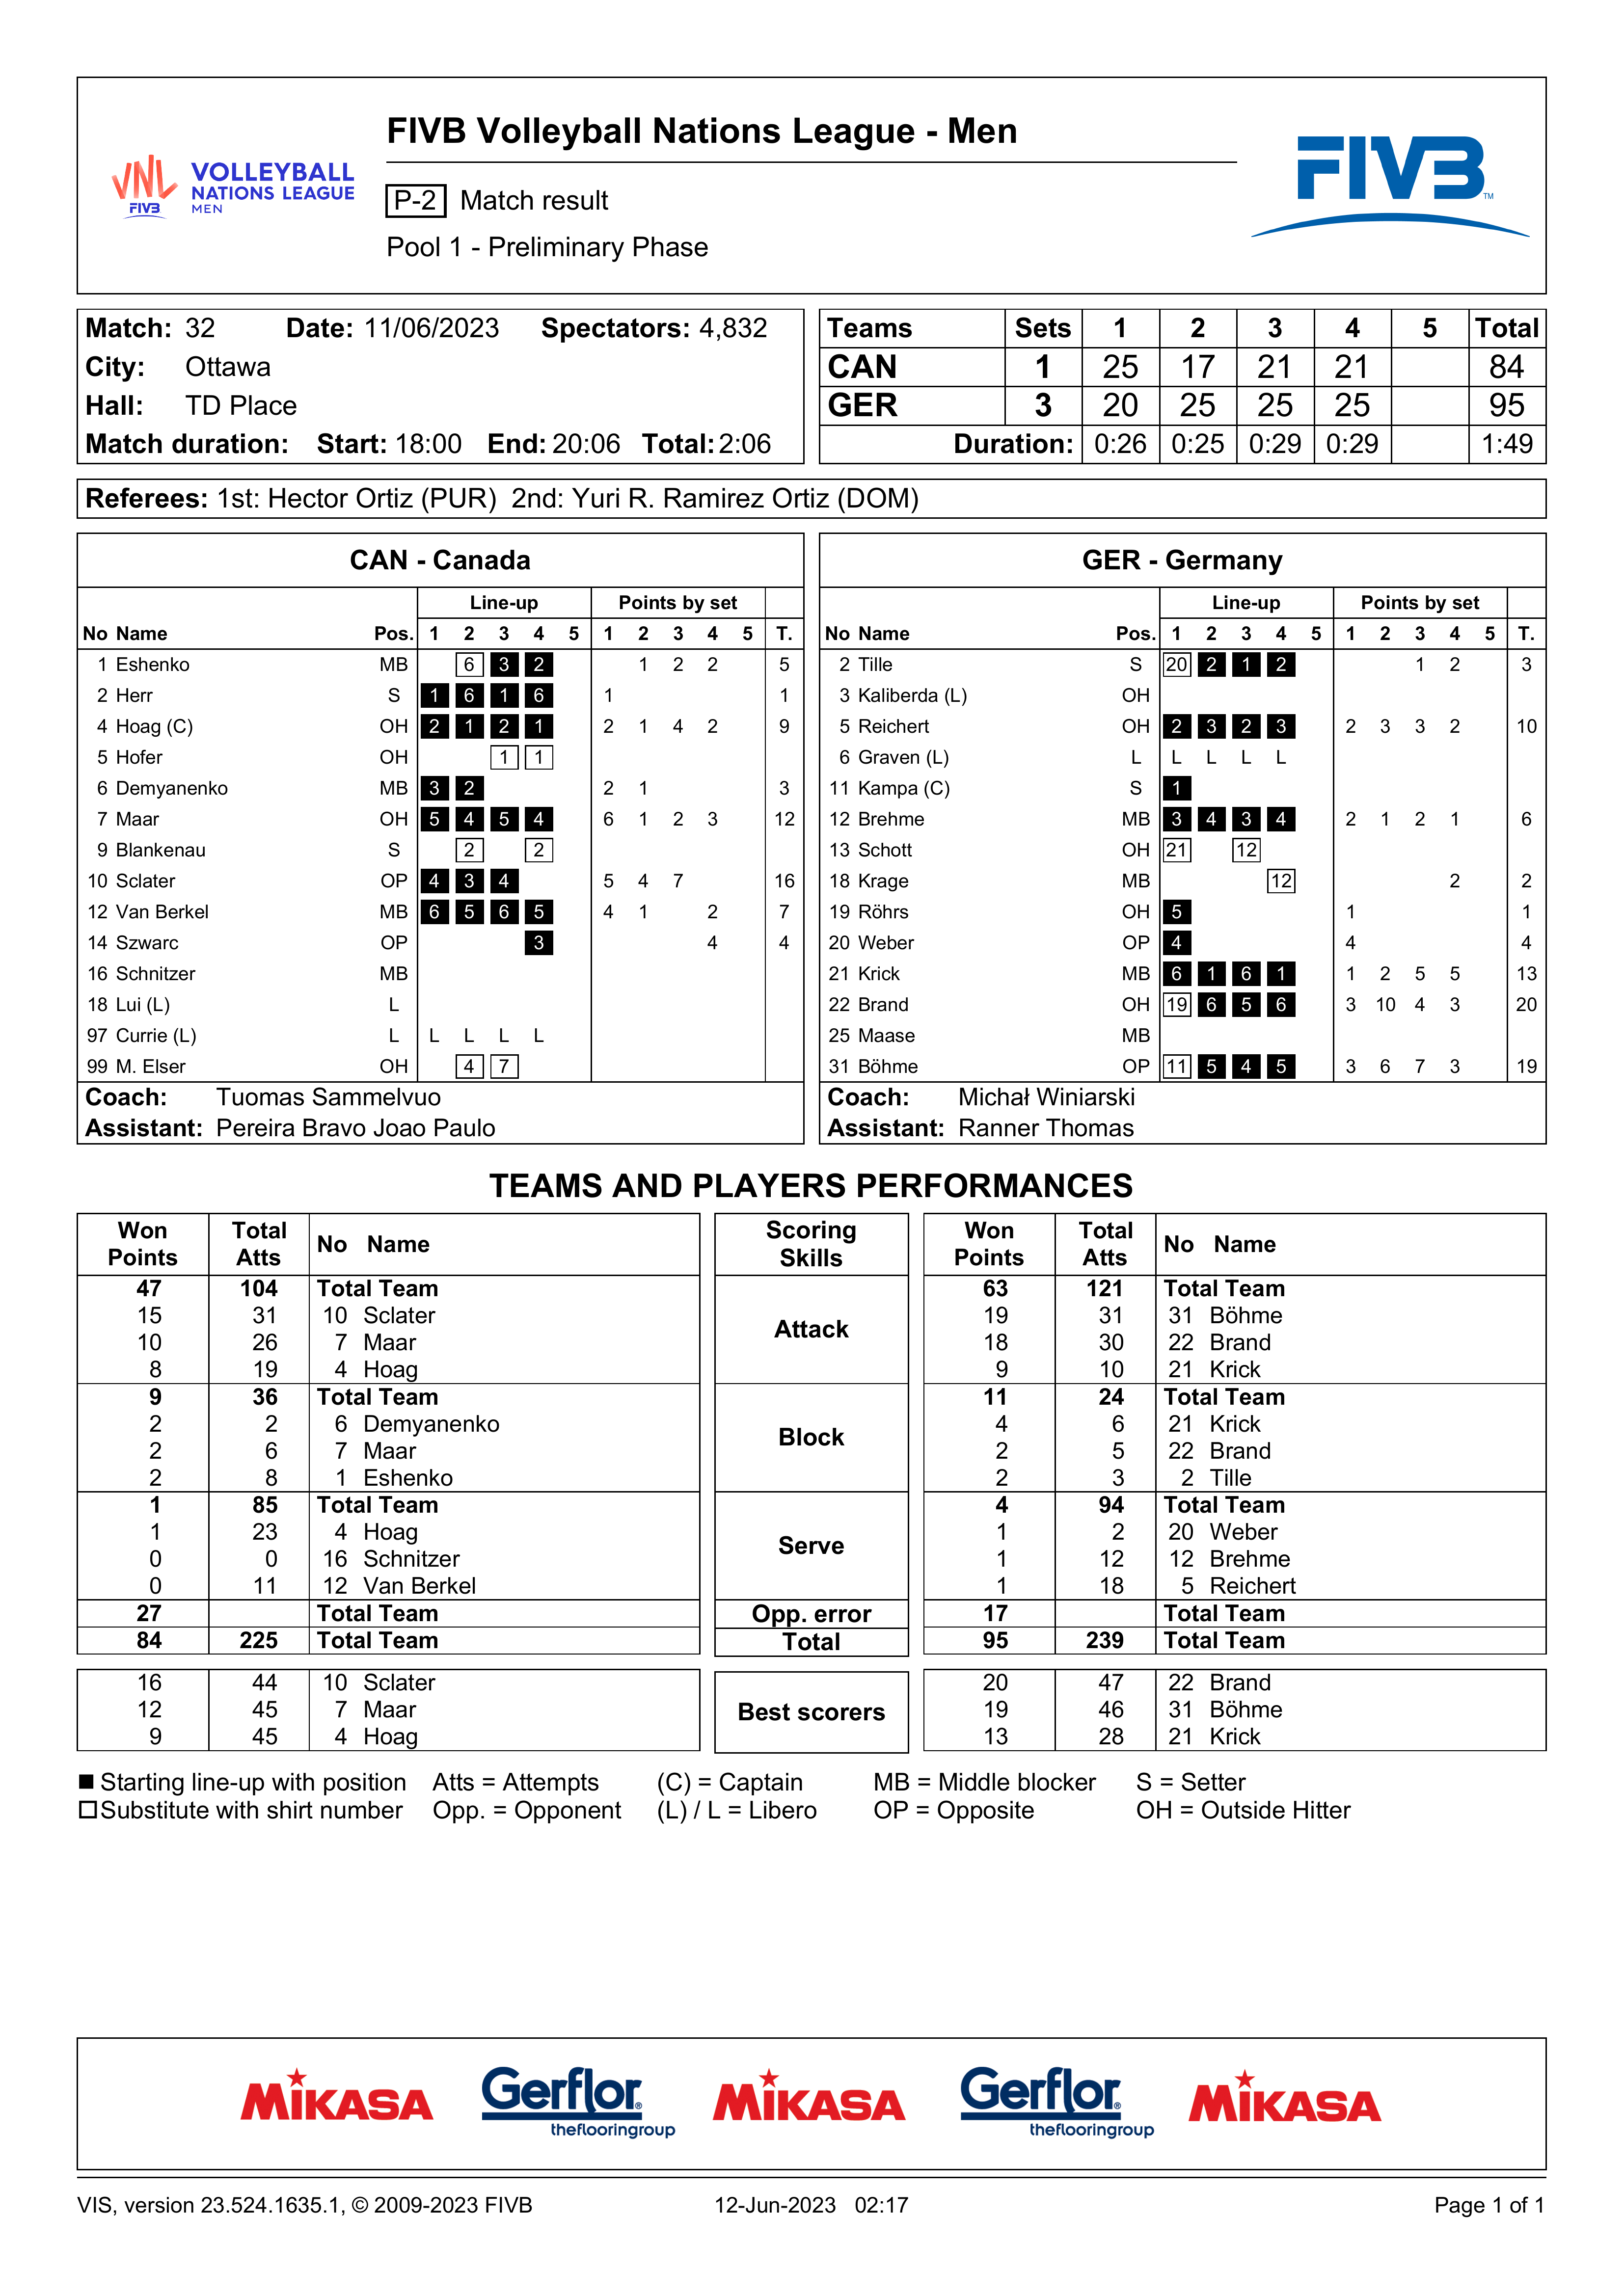 FIVB Volleyball Nations League - Men
VNL FIVB VOLLEYBALL NATIONS LEAGUE MEN
P-2 Match result
FIVB TM
Pool 1 - Preliminary Phase
Match: 32 Date: 11/06/2023 Spectators: 4,832
City: Ottawa
Hall: TD Place
Match duration: Start: 18:00 End: 20:06 Total: 2:06
Teams Sets 1 2 3 4 5 Total
CAN 1 25 17 21 21 84
GER 3 20 25 25 25 95
Duration: 0:26 0:25 0:29 0:29 1:49
Referees: 1st: Hector Ortiz (PUR) 2nd: Yuri R. Ramirez Ortiz (DOM)
CAN - Canada
Line-up Points by set
No Name Pos. 1 2 3 4 5 1 2 3 4 5 T.
1 Eshenko MB 6 3 2 1 2 2 5
2 Herr S 1 6 1 6 1 1
4 Hoag (C) OH 2 1 2 1 2 1 4 2 9
5 Hofer OH 1 1
6 Demyanenko MB 3 2 2 1 3
7 Maar OH 5 4 5 4 6 1 2 3 12
9 Blankenau S 2 2
10 Sclater OP 4 3 4 5 4 7 16
12 Van Berkel MB 6 5 6 5 4 1 2 7
14 Szwarc OP 3 4 4
16 Schnitzer MB
18 Lui (L) L
97 Currie (L) L L L L L
99 M. Elser OH 4 7
Coach: Tuomas Sammelvuo
Assistant: Pereira Bravo Joao Paulo
GER - Germany
Line-up Points by set
No Name Pos. 1 2 3 4 5 1 2 3 4 5 T.
2 Tille S 20 2 1 2 1 2 3
3 Kaliberda (L) OH
5 Reichert OH 2 3 2 3 2 3 3 2 10
6 Graven (L) L L L L L
11 Kampa (C) S 1
12 Brehme MB 3 4 3 4 2 1 2 1 6
13 Schott OH 21 12
18 Krage MB 12 2 2
19 Röhrs OH 5 1 1
20 Weber OP 4 4 4
21 Krick MB 6 1 6 1 1 2 5 5 13
22 Brand OH 19 6 5 6 3 10 4 3 20
25 Maase MB
31 Böhme OP 11 5 4 5 3 6 7 3 19
Coach: Michał Winiarski
Assistant: Ranner Thomas
TEAMS AND PLAYERS PERFORMANCES
Won Points Total Atts No Name Scoring Skills Won Points Total Atts No Name
47 104 Total Team Attack 63 121 Total Team
15 31 10 Sclater 19 31 31 Böhme
10 26 7 Maar 18 30 22 Brand
8 19 4 Hoag 9 10 21 Krick
9 36 Total Team Block 11 24 Total Team
2 2 6 Demyanenko 4 6 21 Krick
2 6 7 Maar 2 5 22 Brand
2 8 1 Eshenko 2 3 2 Tille
1 85 Total Team Serve 4 94 Total Team
1 23 4 Hoag 1 2 20 Weber
0 0 16 Schnitzer 1 12 12 Brehme
0 11 12 Van Berkel 1 18 5 Reichert
27 Total Team Opp. error 17 Total Team
84 225 Total Team Total 95 239 Total Team
16 44 10 Sclater Best scorers 20 47 22 Brand
12 45 7 Maar 19 46 31 Böhme
9 45 4 Hoag 13 28 21 Krick
Starting line-up with position Atts = Attempts (C) = Captain MB = Middle blocker S = Setter
Substitute with shirt number Opp. = Opponent (L) / L = Libero OP = Opposite OH = Outside Hitter
MIKASA Gerflor® theflooringgroup MIKASA Gerflor® theflooringgroup MIKASA
VIS, version 23.524.1635.1, © 2009-2023 FIVB 12-Jun-2023 02:17 Page 1 of 1